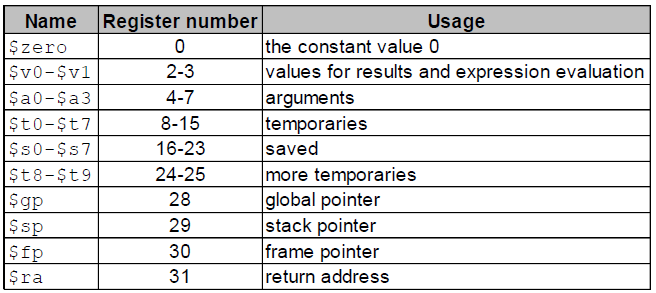 Name Register number Usage
$zero 0 the constant value 0
$v0-$v1 2-3 values for results and expression evaluation
$a0-$a3 4-7 arguments
$t0-$t7 8-15 temporaries
$s0-$s7 16-23 saved
$t8-$t9 24-25 more temporaries
$gp 28 global pointer
$sp 29 stack pointer
$fp 30 frame pointer
$ra 31 return address